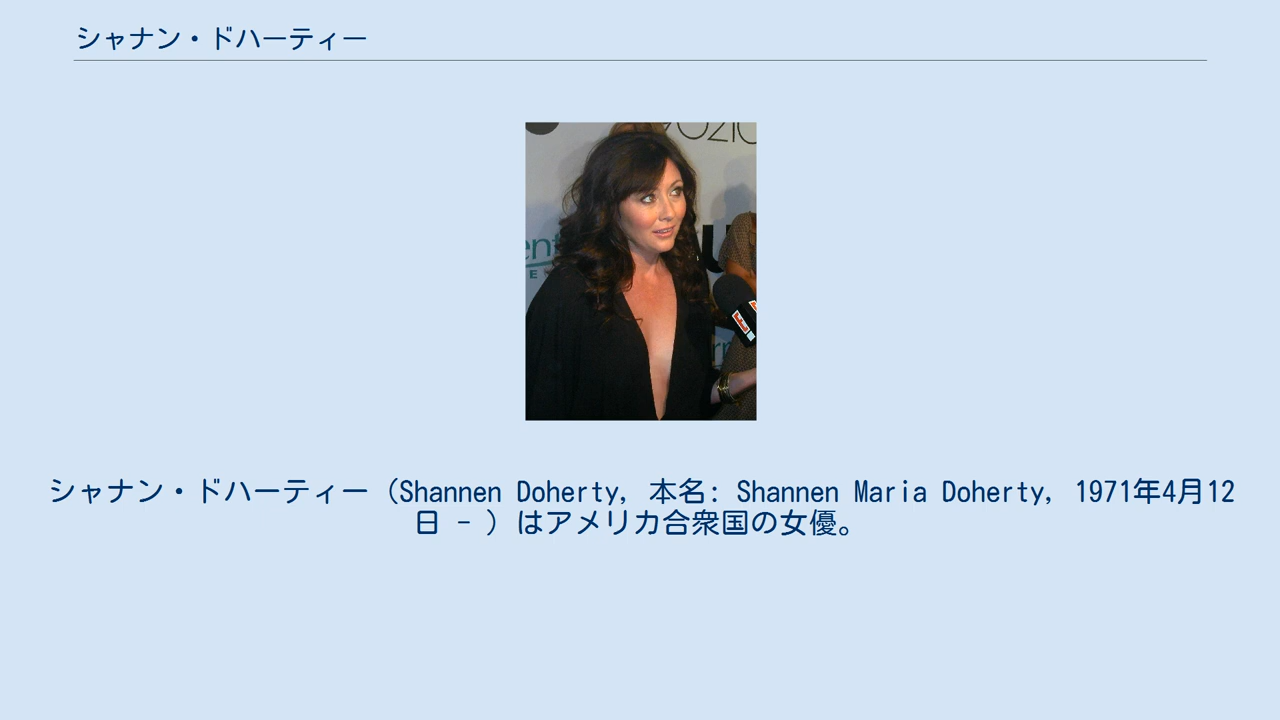 シャナン・ドハーティー
シャナン・ドハーティー（Shannen Doherty, 本名: Shannen Maria Doherty, 1971年4月12
日 - ）はアメリカ合衆国の女優。